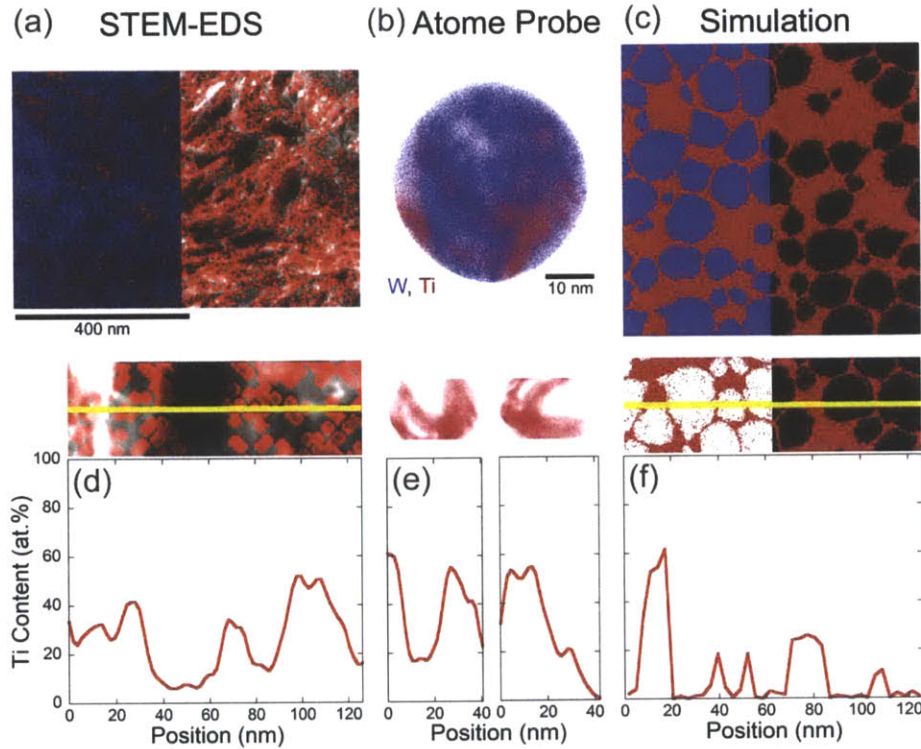 (a) STEM-EDS
(b) Atome Probe
(c) Simulation
400 nm
W, Ti
10 nm
Ti Content (at.%)
100
80
60
40
20
0
(d)
0 20 40 60 80 100 120
Position (nm)
(e)
0 20 40 0 20 40
Position (nm)
(f)
0 20 40 60 80 100 120
Position (nm)